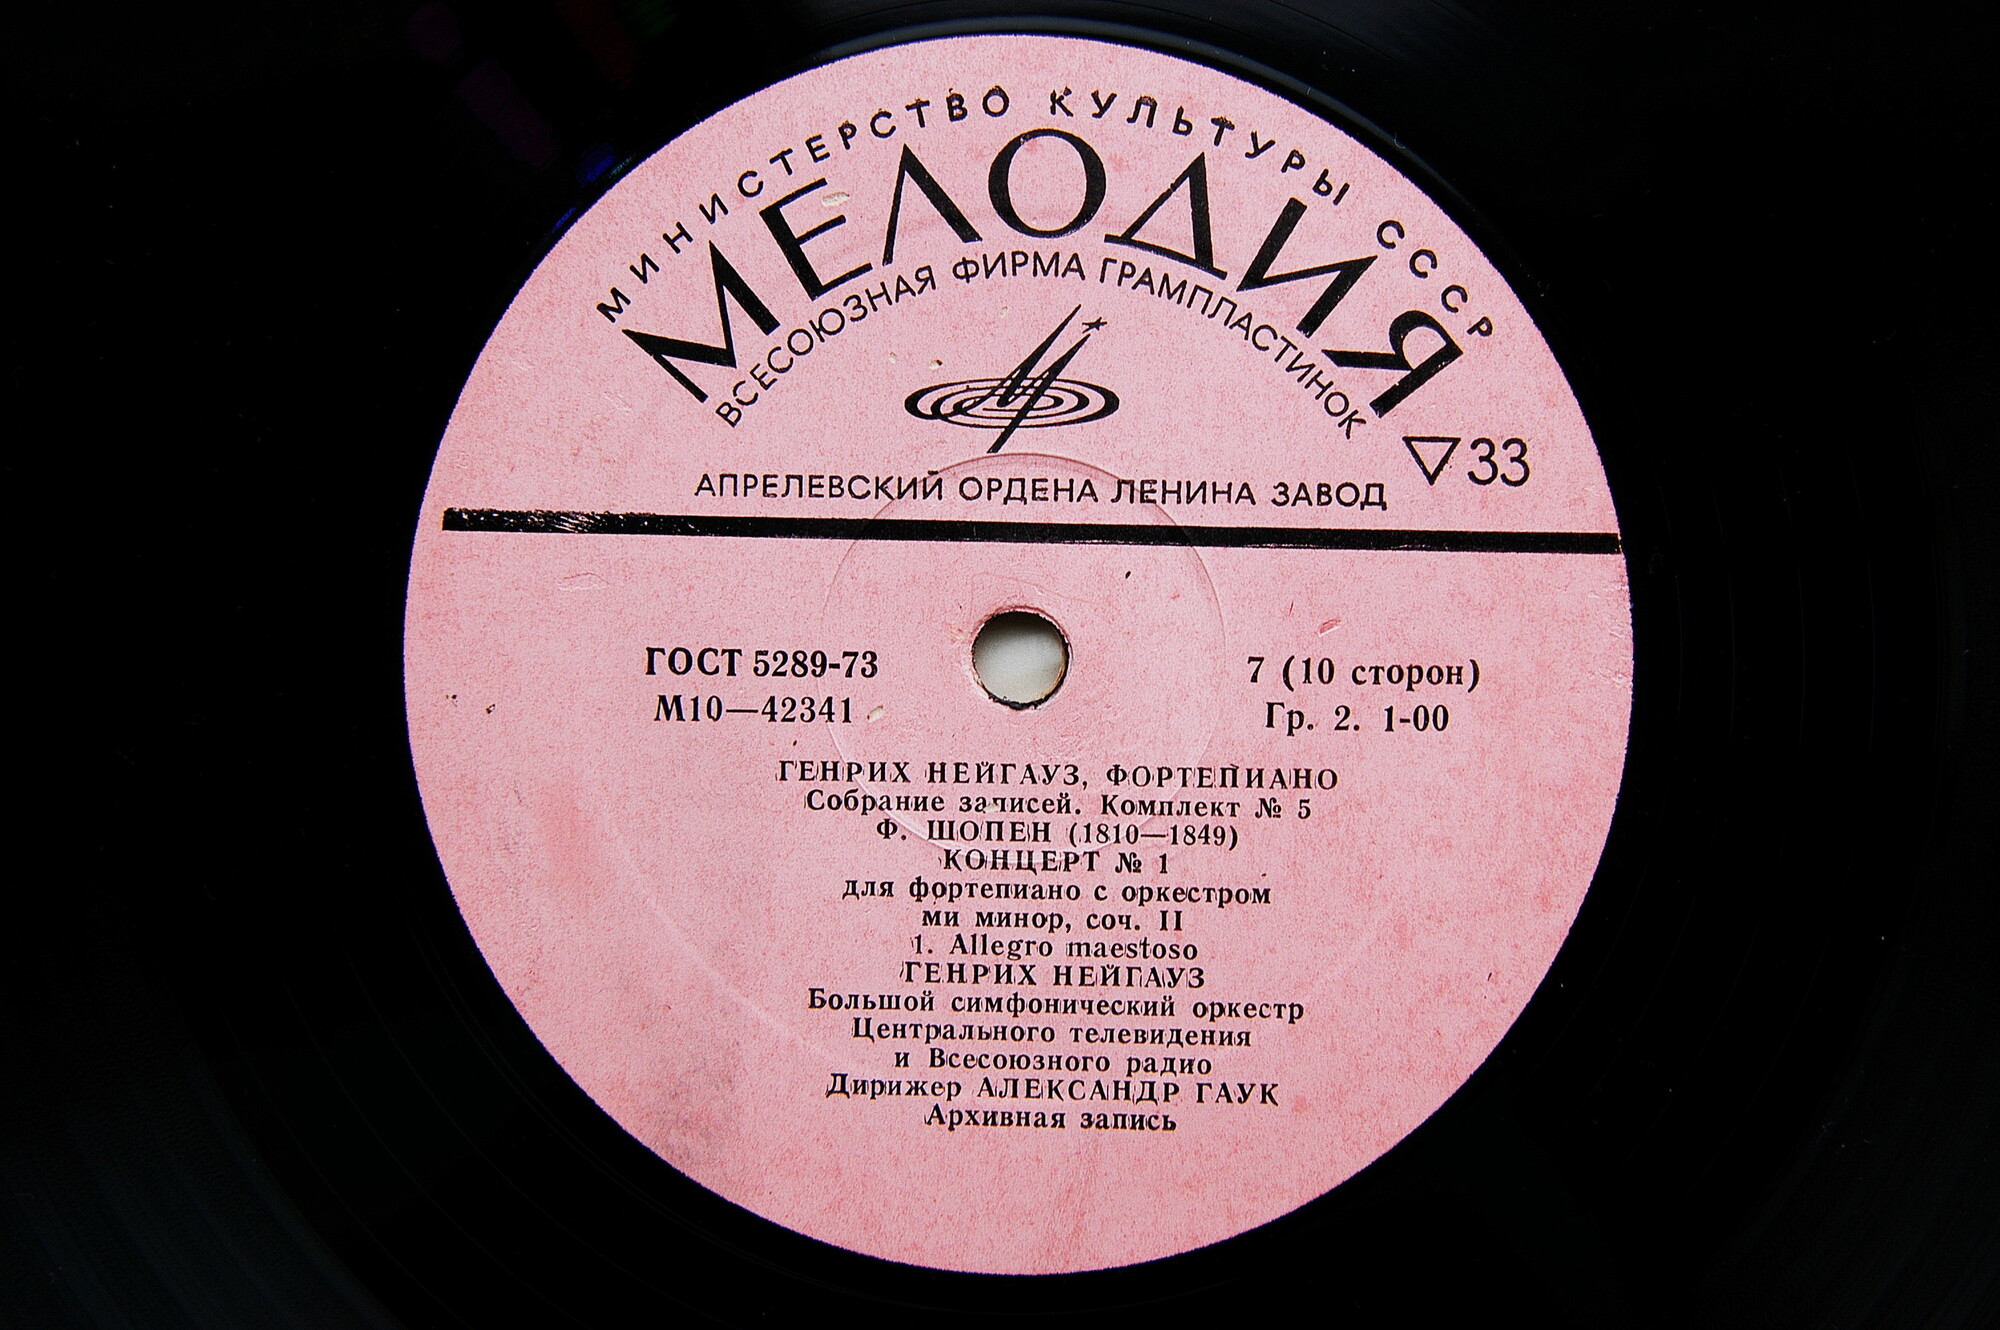 МИНИСТЕРСТВО КУЛЬТУРЫ СССР
МЕЛОДИЯ
ВСЕСОЮЗНАЯ ФИРМА ГРАМПЛАСТИНОК
▽33
АПРЕЛЕВСКИЙ ОРДЕНА ЛЕНИНА ЗАВОД
ГОСТ 5289-73
М10—42341
7 (10 сторон)
Гр. 2. 1-00
ГЕНРИХ НЕЙГАУЗ, ФОРТЕПИАНО
Собрание записей. Комплект № 5
Ф. ШОПЕН (1810—1849)
КОНЦЕРТ № 1
для фортепиано с оркестром
ми минор, соч. II
1. Allegro maestoso
ГЕНРИХ НЕЙГАУЗ
Большой симфонический оркестр
Центрального телевидения
и Всесоюзного радио
Дирижер АЛЕКСАНДР ГАУК
Архивная запись